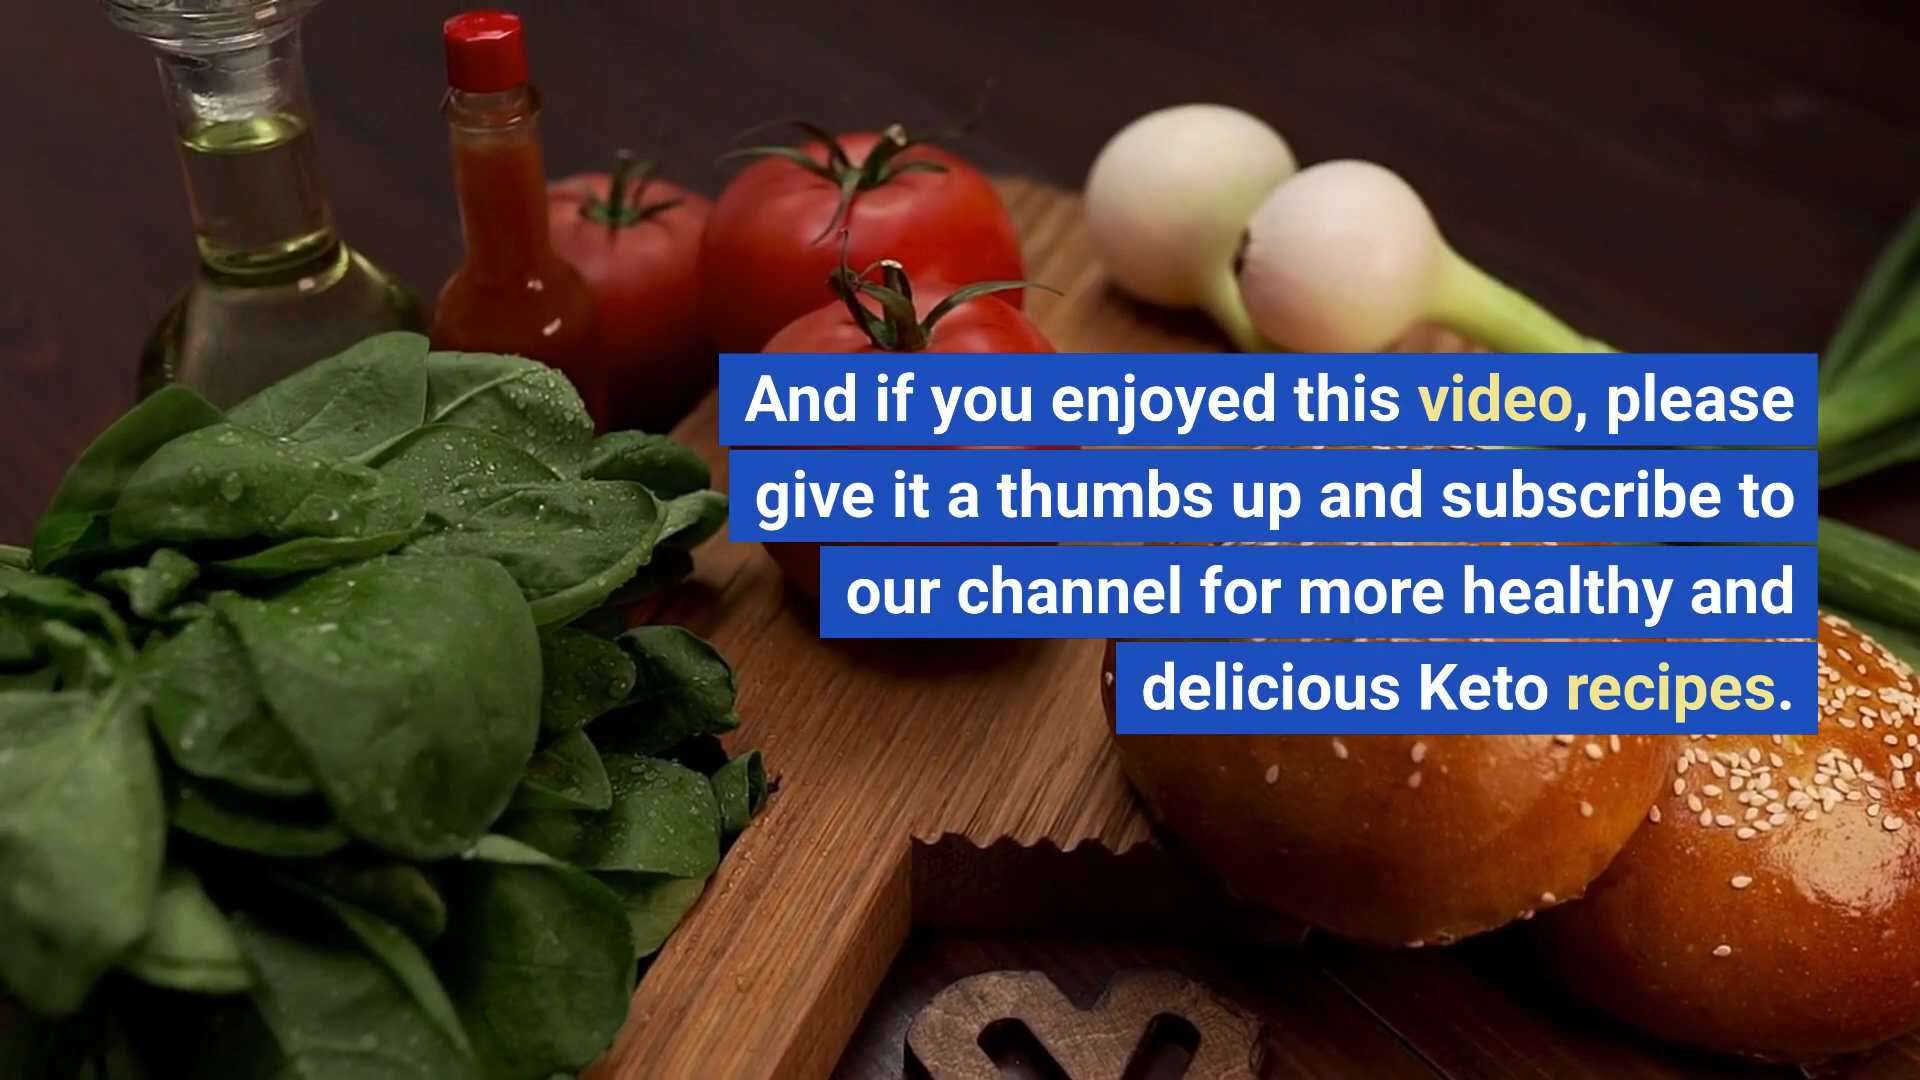 And if you enjoyed this video, please
give it a thumbs up and subscribe to
our channel for more healthy and
delicious Keto recipes.